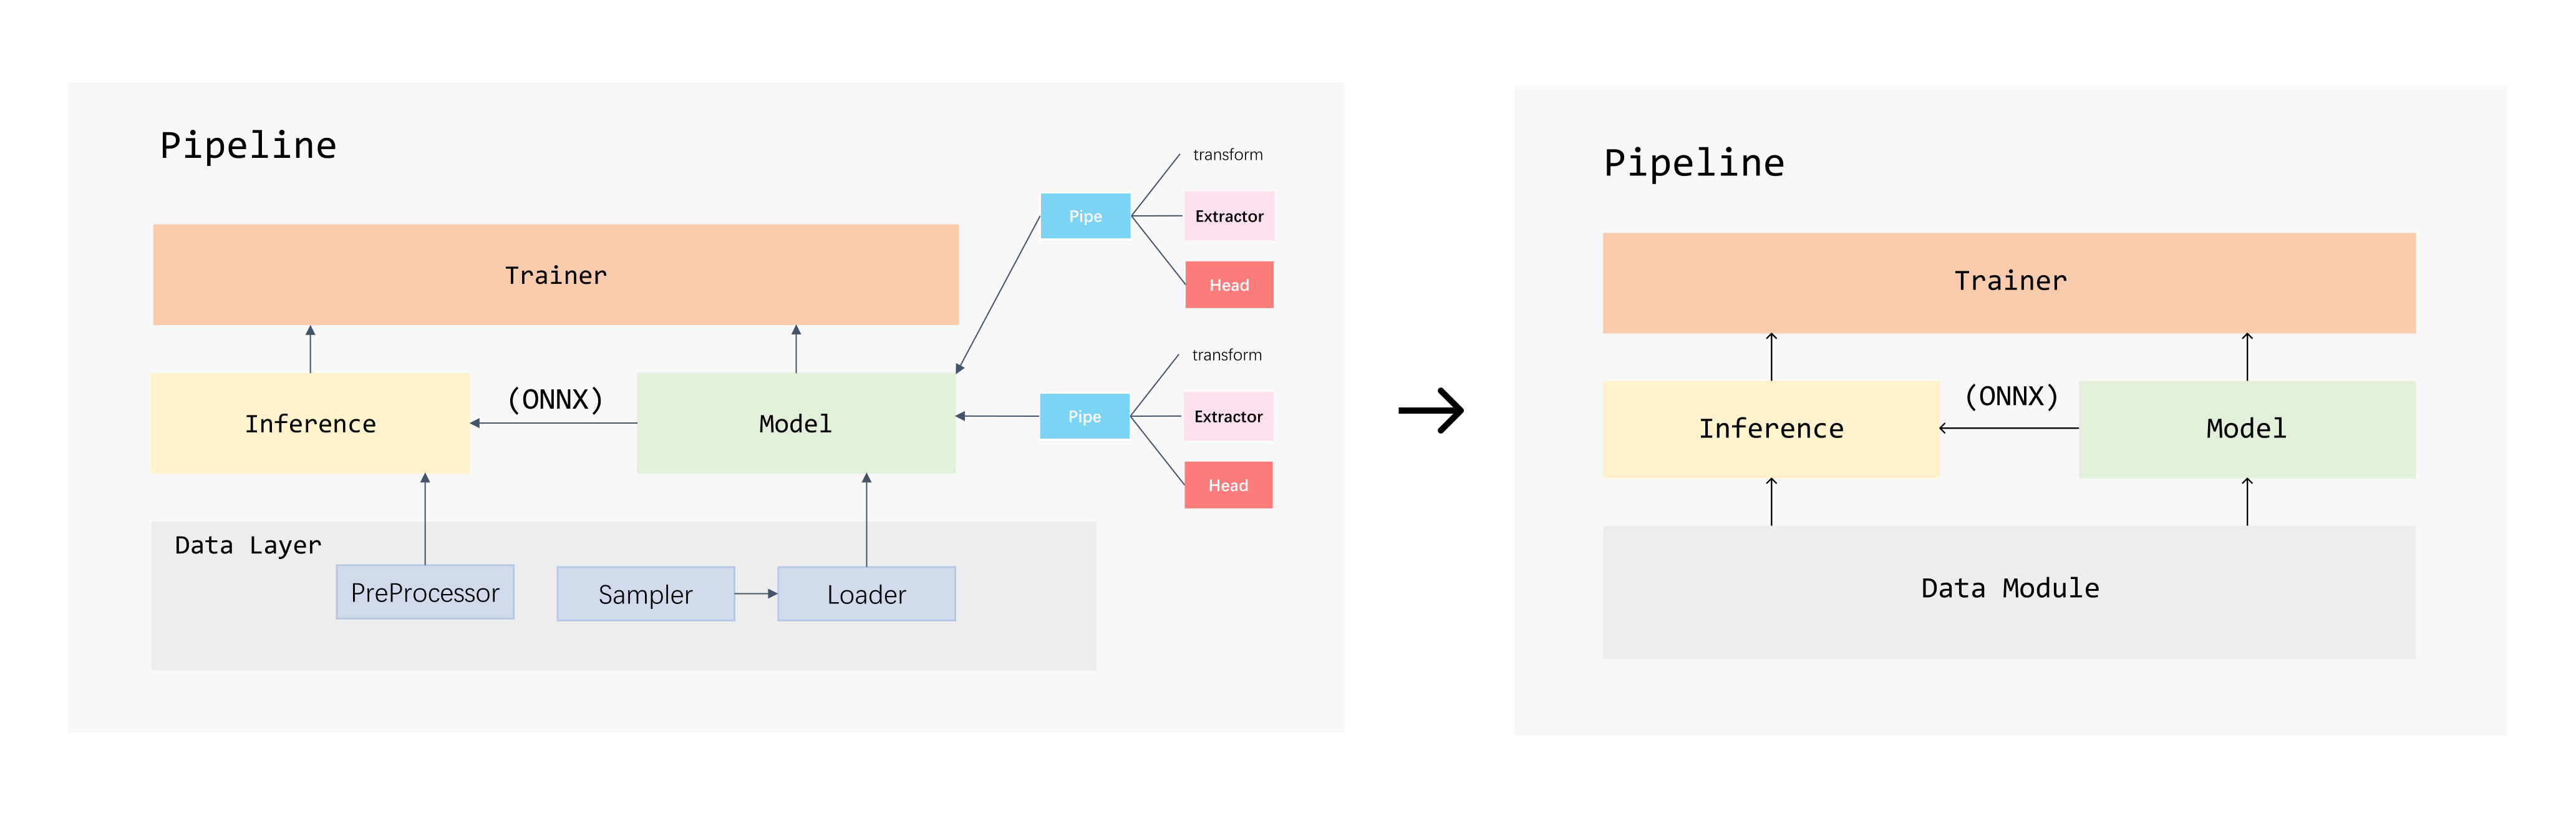 Pipeline
transform
Pipe
Extractor
Head
Trainer
transform
Pipe
Extractor
Head
Inference
(ONNX)
Model
Data Layer
PreProcessor
Sampler
Loader
Pipeline
Trainer
Inference
(ONNX)
Model
Data Module